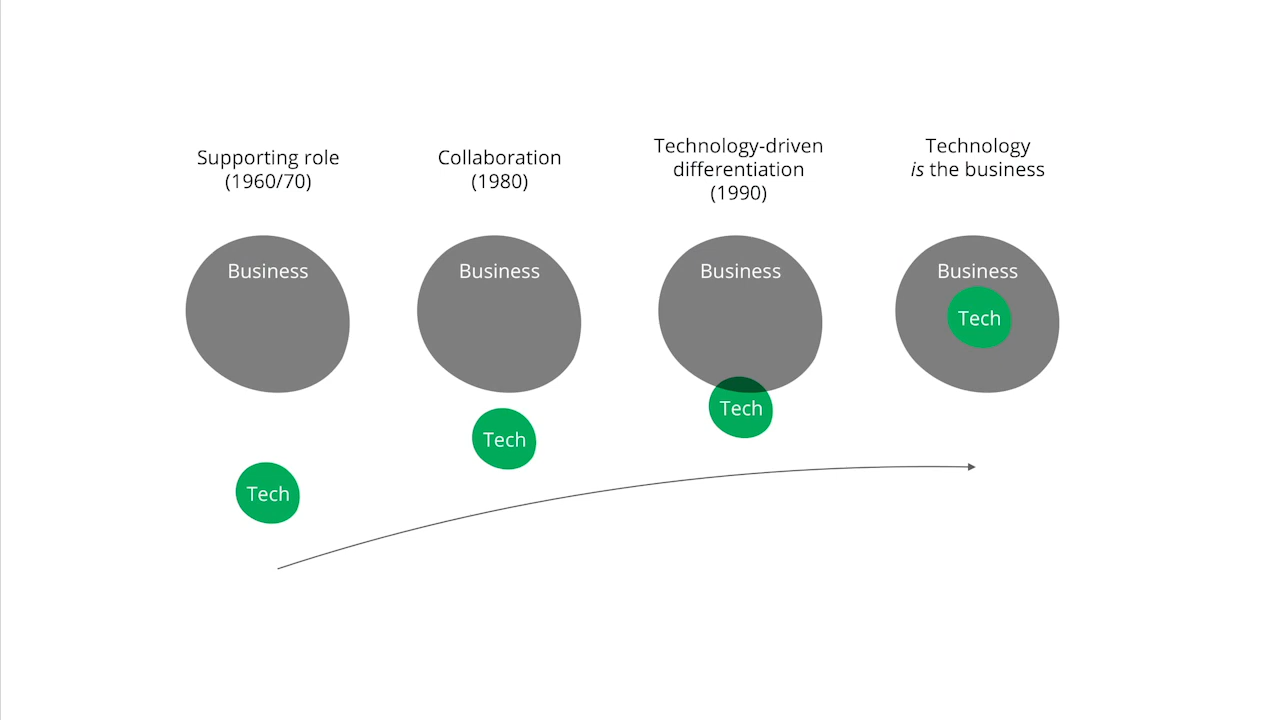 Supporting role
(1960/70)
Collaboration
(1980)
Technology-driven
differentiation
(1990)
Technology
is the business
Business
Business
Business
Business
Tech
Tech
Tech
Tech